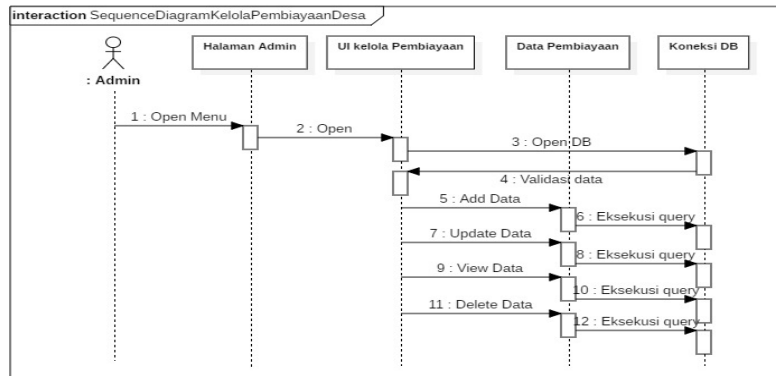 interaction SequenceDiagramKelolaPembiayaanDesa
Halaman Admin
UI kelola Pembiayaan
Data Pembiayaan
Koneksi DB
: Admin
1 : Open Menu
2 : Open
3 : Open DB
4 : Validasi data
5 : Add Data
6 : Eksekusi query
7 : Update Data
8 : Eksekusi query
9 : View Data
10 : Eksekusi query
11 : Delete Data
12 : Eksekusi query